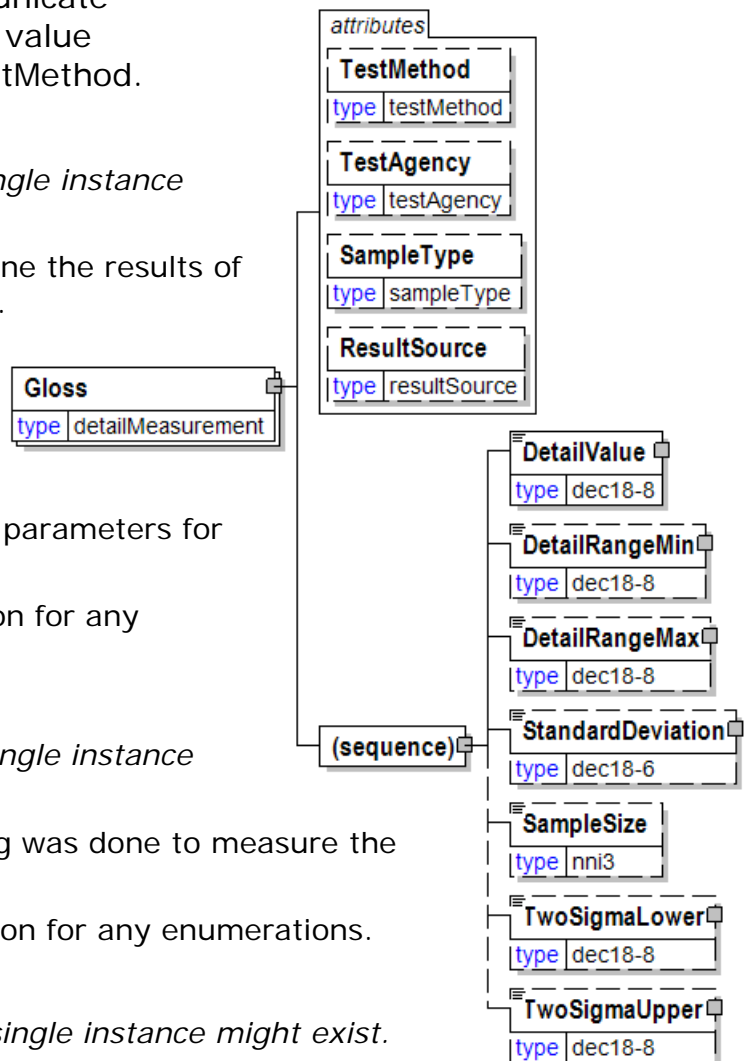 unicate
value
tMethod.
ngle instance
ne the results of
.
parameters for
on for any
ngle instance
g was done to measure the
on for any enumerations.
single instance might exist.
attributes
TestMethod
type testMethod
TestAgency
type testAgency
SampleType
type sampleType
ResultSource
type resultSource
Gloss
type detailMeasurement
(sequence)
DetailValue
type dec18-8
DetailRangeMin
type dec18-8
DetailRangeMax
type dec18-8
StandardDeviation
type dec18-6
SampleSize
type nni3
TwoSigmaLower
type dec18-8
TwoSigmaUpper
type dec18-8